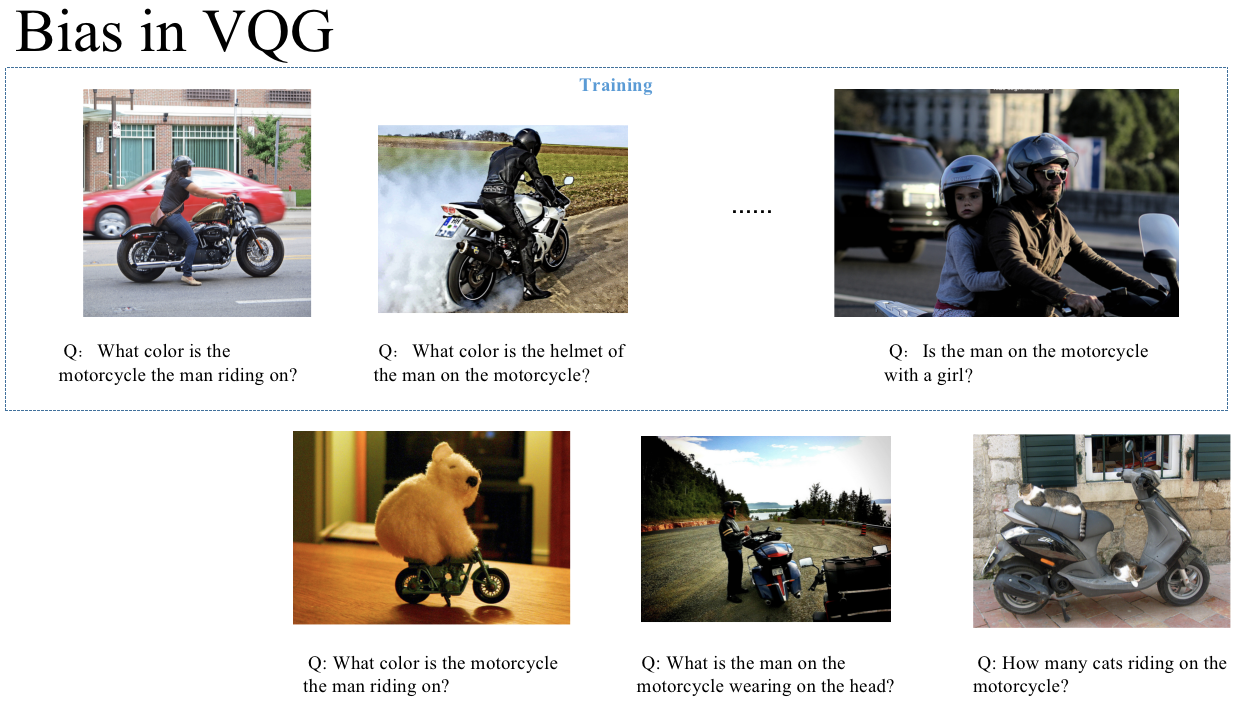 Bias in VQG
Training
Q: What color is the
motorcycle the man riding on?
Q: What color is the helmet of
the man on the motorcycle?
......
Q: Is the man on the motorcycle
with a girl?
Q: What color is the motorcycle
the man riding on?
Q: What is the man on the
motorcycle wearing on the head?
Q: How many cats riding on the
motorcycle?